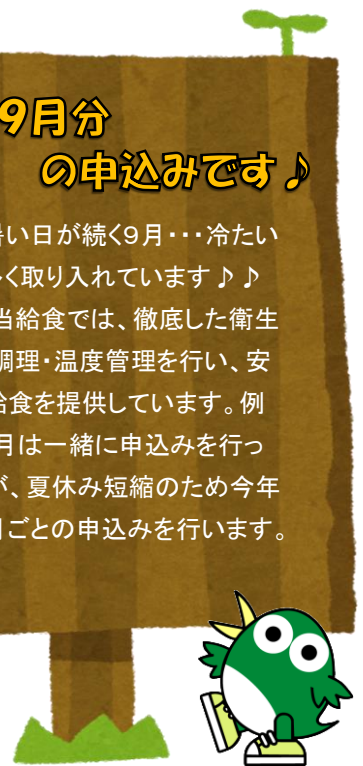 9月分
の申込みです♪
い日が続く9月・・・冷たい
く取り入れています♪♪
当給食では、徹底した衛生
調理・温度管理を行い、安
給食を提供しています。例
月は一緒に申込みを行っ
が、夏休み短縮のため今年
ごとの申込みを行います。